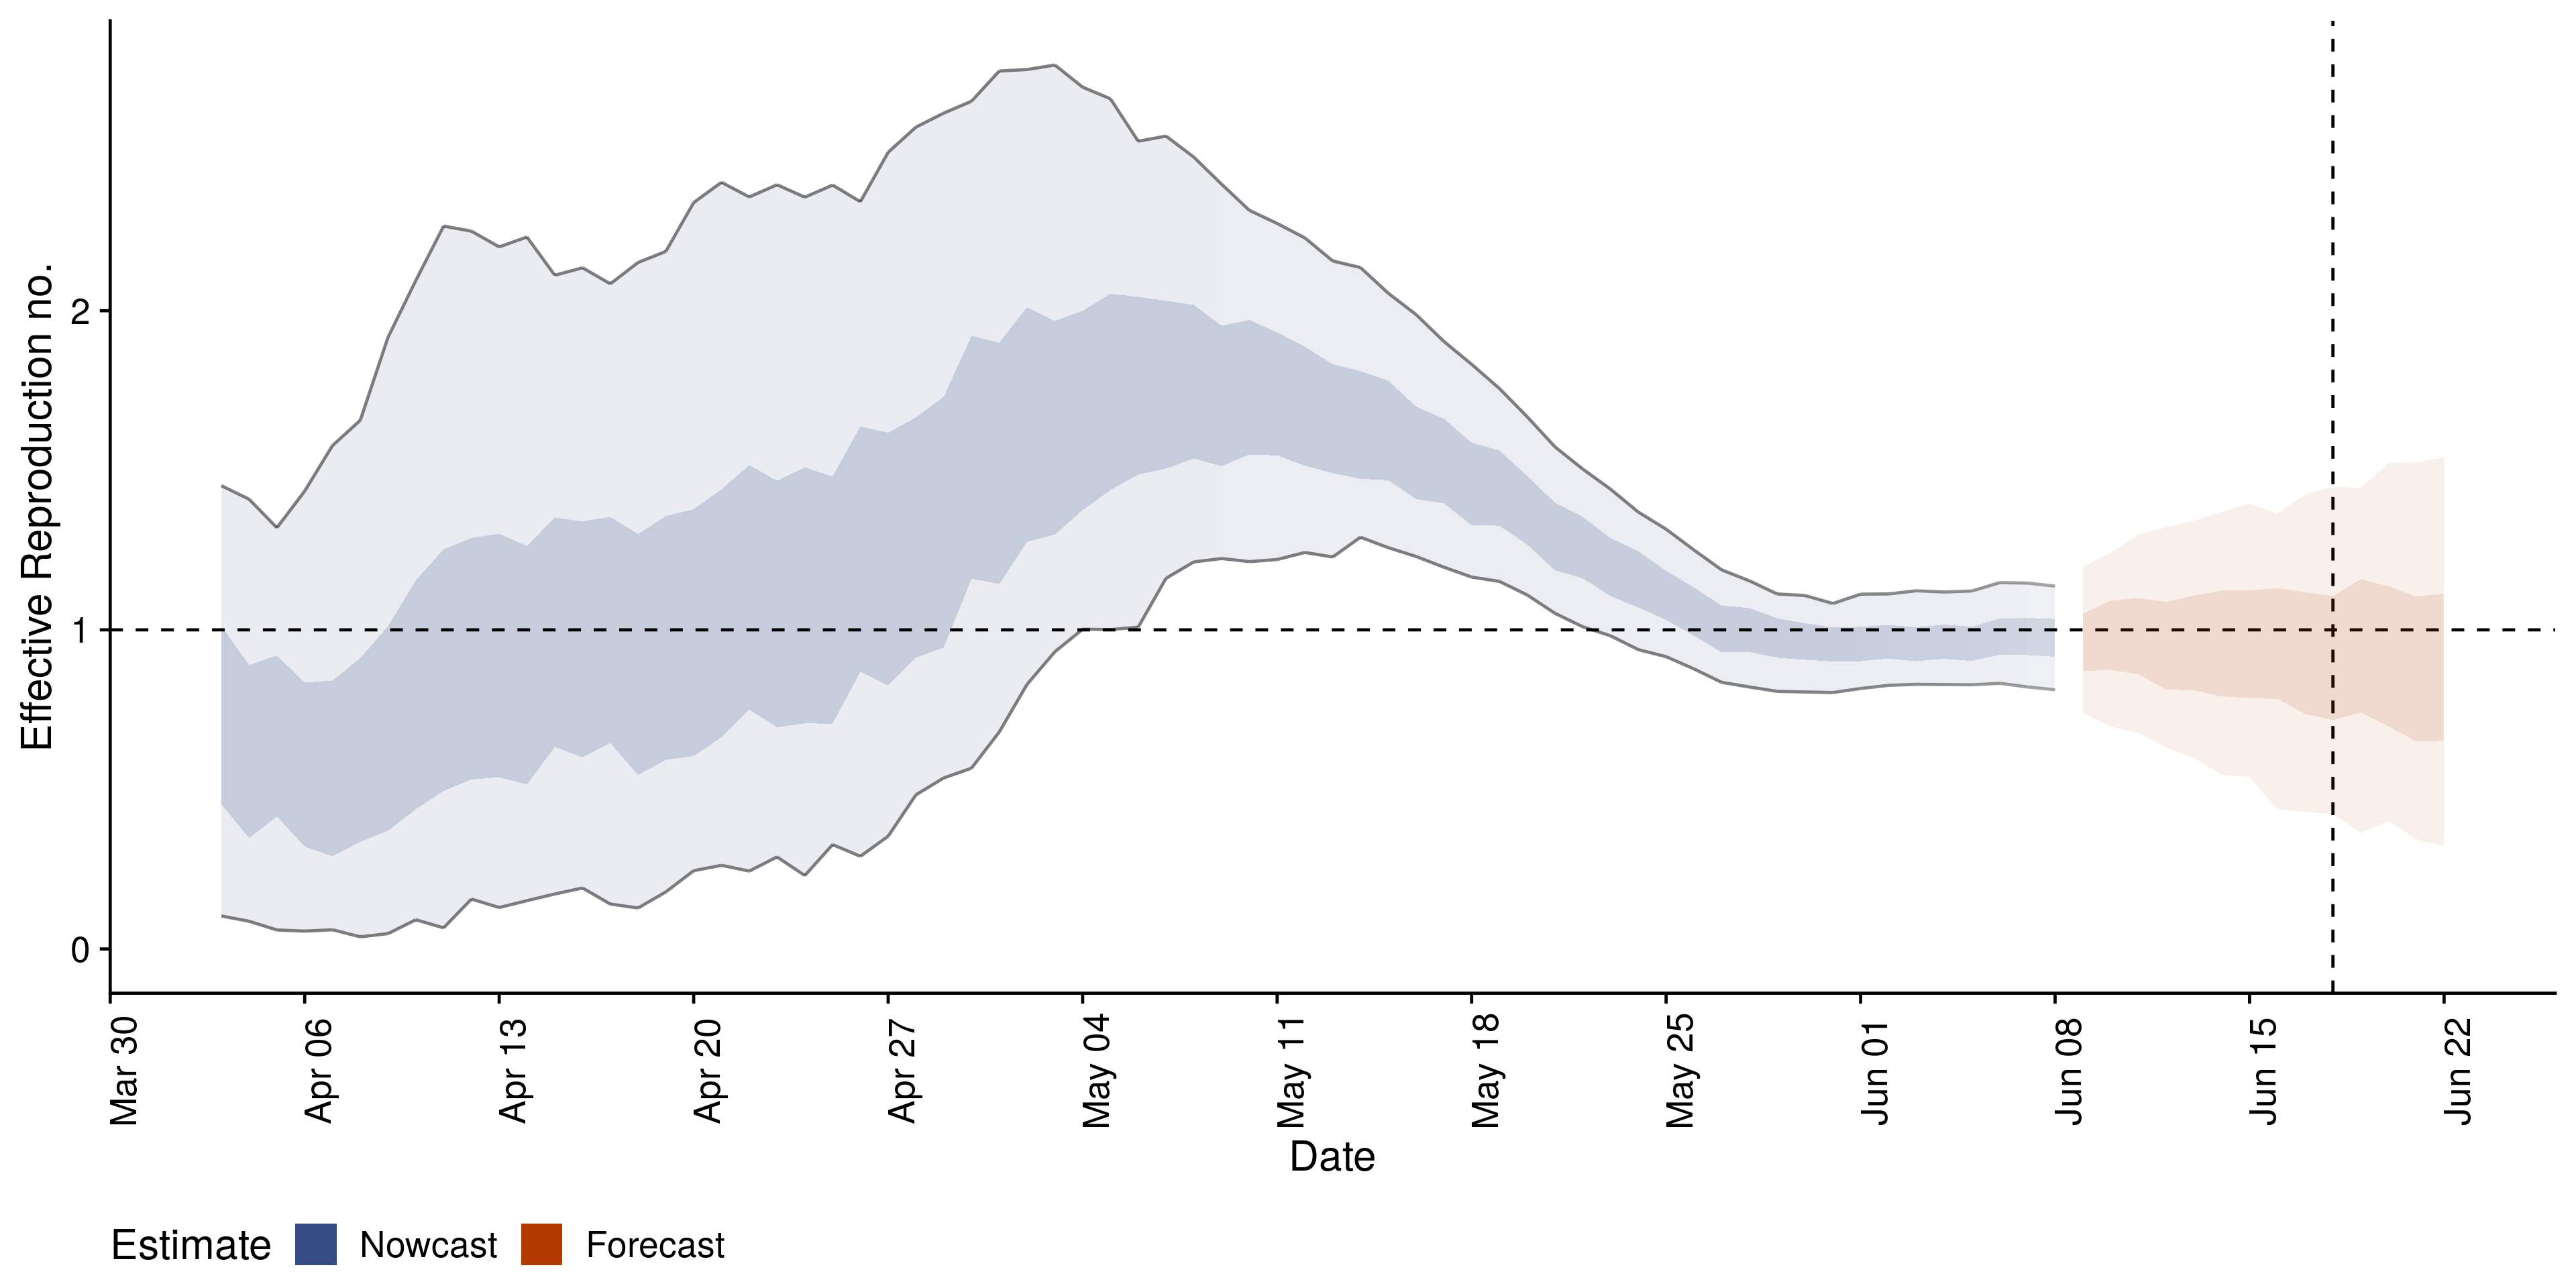 Effective Reproduction no.
2
1
0
Mar 30
Apr 06
Apr 13
Apr 20
Apr 27
May 04
May 11
May 18
May 25
Jun 01
Jun 08
Jun 15
Jun 22
Date
Estimate Nowcast Forecast